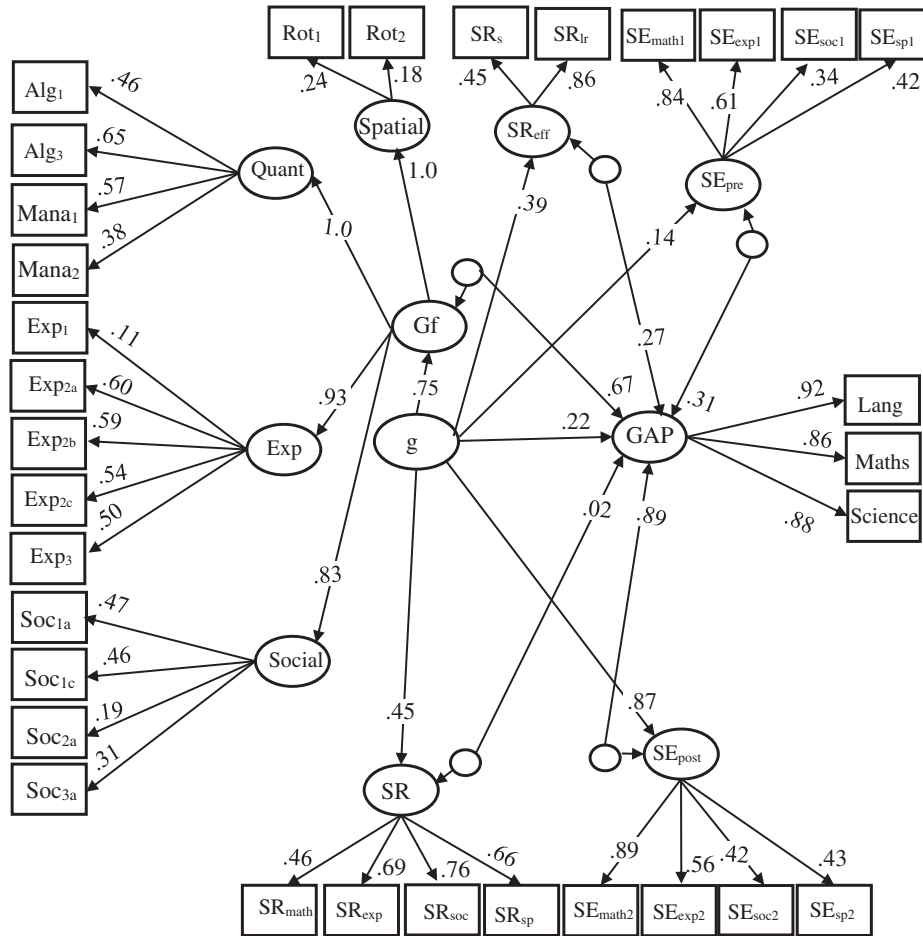 Rot1 Rot2 SRs SRlr SEmath1 SEexp1 SEsoc1 SEsp1
.24 .18 .45 .86 .84 .61 .34 .42
Alg1 .46
Alg3 .65
Mana1 .57
Mana2 .38
Quant
Spatial
SReff
SEpre
1.0 1.0 .39 .14
Exp1 .11
Exp2a .60
Exp2b .59
Exp2c .54
Exp3 .50
Exp
.93
Gf
.75
g
.27
.67
.31
.22
GAP
.92 Lang
.86 Maths
.88 Science
.02 .89
.83
Soc1a .47
Soc1c .46
Soc2a .19
Soc3a .31
Social
.45
.87
SR
SEpost
.46 .69 .76 .66 .89 .56 .42 .43
SRmath SRexp SRsoc SRsp SEmath2 SEexp2 SEsoc2 SEsp2